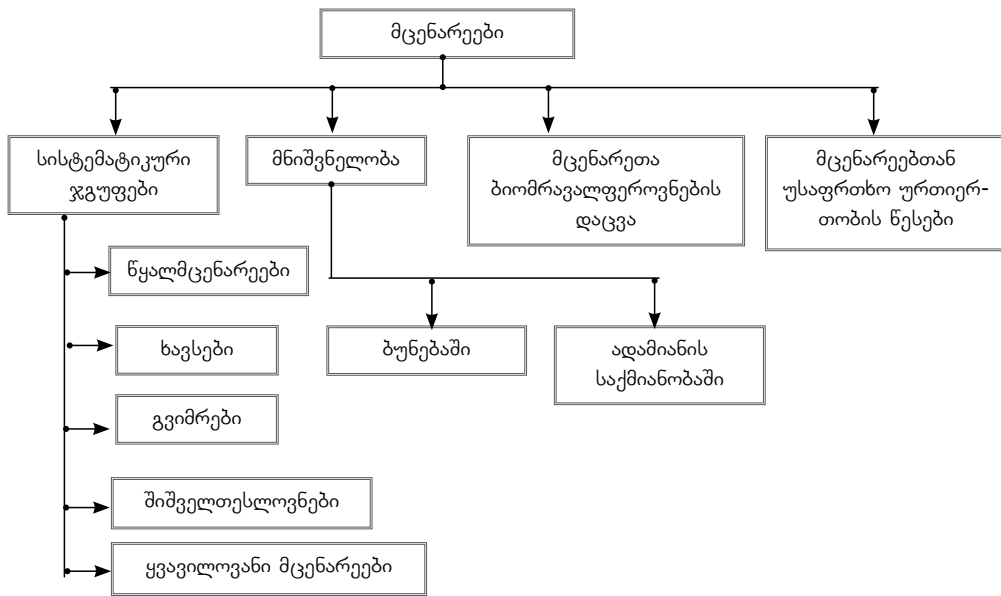 მცენარეები
სისტემატიკური
ჯგუფები
მნიშვნელობა
მცენარეთა
ბიომრავალფეროვნების
დაცვა
მცენარეებთან
უსაფრთხო ურთიერ-
თობის წესები
წყალმცენარეები
ხავსები
გვიმრები
შიშველთესლოვნები
ყვავილოვანი მცენარეები
ბუნებაში
ადამიანის
საქმიანობაში